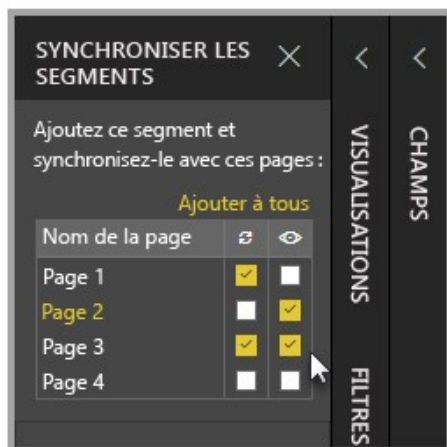 SYNCHRONISER LES
SEGMENTS
Ajoutez ce segment et
synchronisez-le avec ces pages :
Ajouter à tous
Nom de la page
Page 1
Page 2
Page 3
Page 4
VISUALISATIONS
FILTRES
CHAMPS